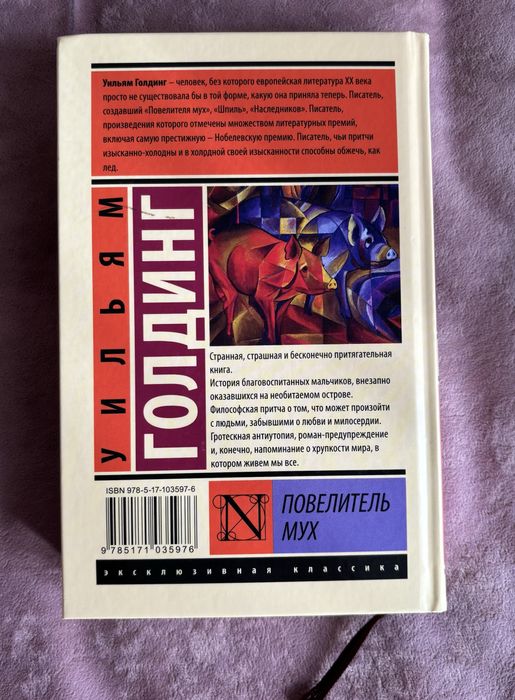 Уильям Голдинг – человек, без которого европейская литература XX века
просто не существовала бы в той форме, какую она приняла теперь. Писатель,
создавший «Повелителя мух», «Шпиль», «Наследников». Писатель,
произведения которого отмечены множеством литературных премий,
включая самую престижную – Нобелевскую премию. Писатель, чьи притчи
изысканно-холодны и в холодной своей изысканности способны обжечь, как
лед.
УИЛЬЯМ
ГОЛДИНГ
Странная, страшная и бесконечно притягательная
книга.
История благовоспитанных мальчиков, внезапно
оказавшихся на необитаемом острове.
Философская притча о том, что может произойти
с людьми, забывшими о любви и милосердии.
Гротескная антиутопия, роман-предупреждение
и, конечно, напоминание о хрупкости мира, в
котором живем мы все.
ISBN 978-5-17-103597-6
9 785171 035976
N
ПОВЕЛИТЕЛЬ
МУХ
эксклюзивная классика